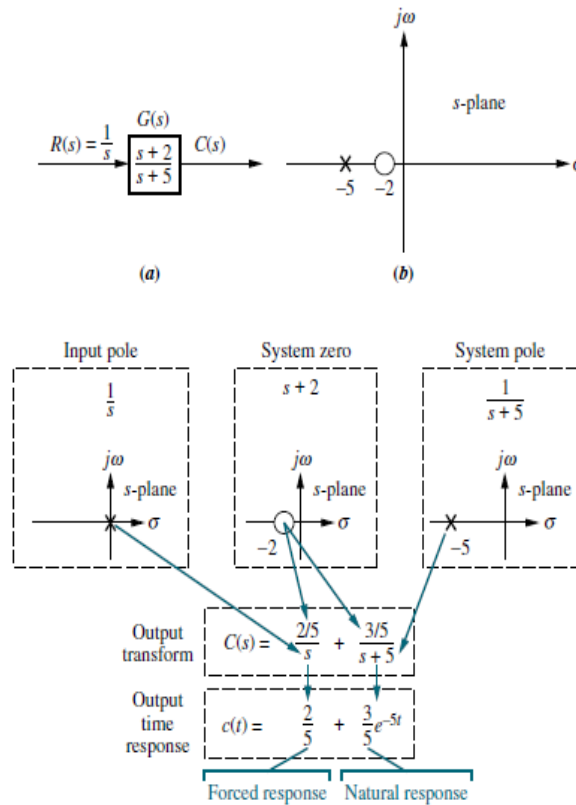 jω
s-plane
G(s)
R(s) = 1/s
s + 2
s + 5
C(s)
–5
–2
(a)
(b)
Input pole
System zero
System pole
1/s
s + 2
1/(s + 5)
jω
jω
jω
s-plane
s-plane
s-plane
σ
σ
σ
–2
–5
Output transform
C(s) = (2/5)/s + (3/5)/(s + 5)
Output time response
c(t) = 2/5 + 3/5 e^–5t
Forced response
Natural response